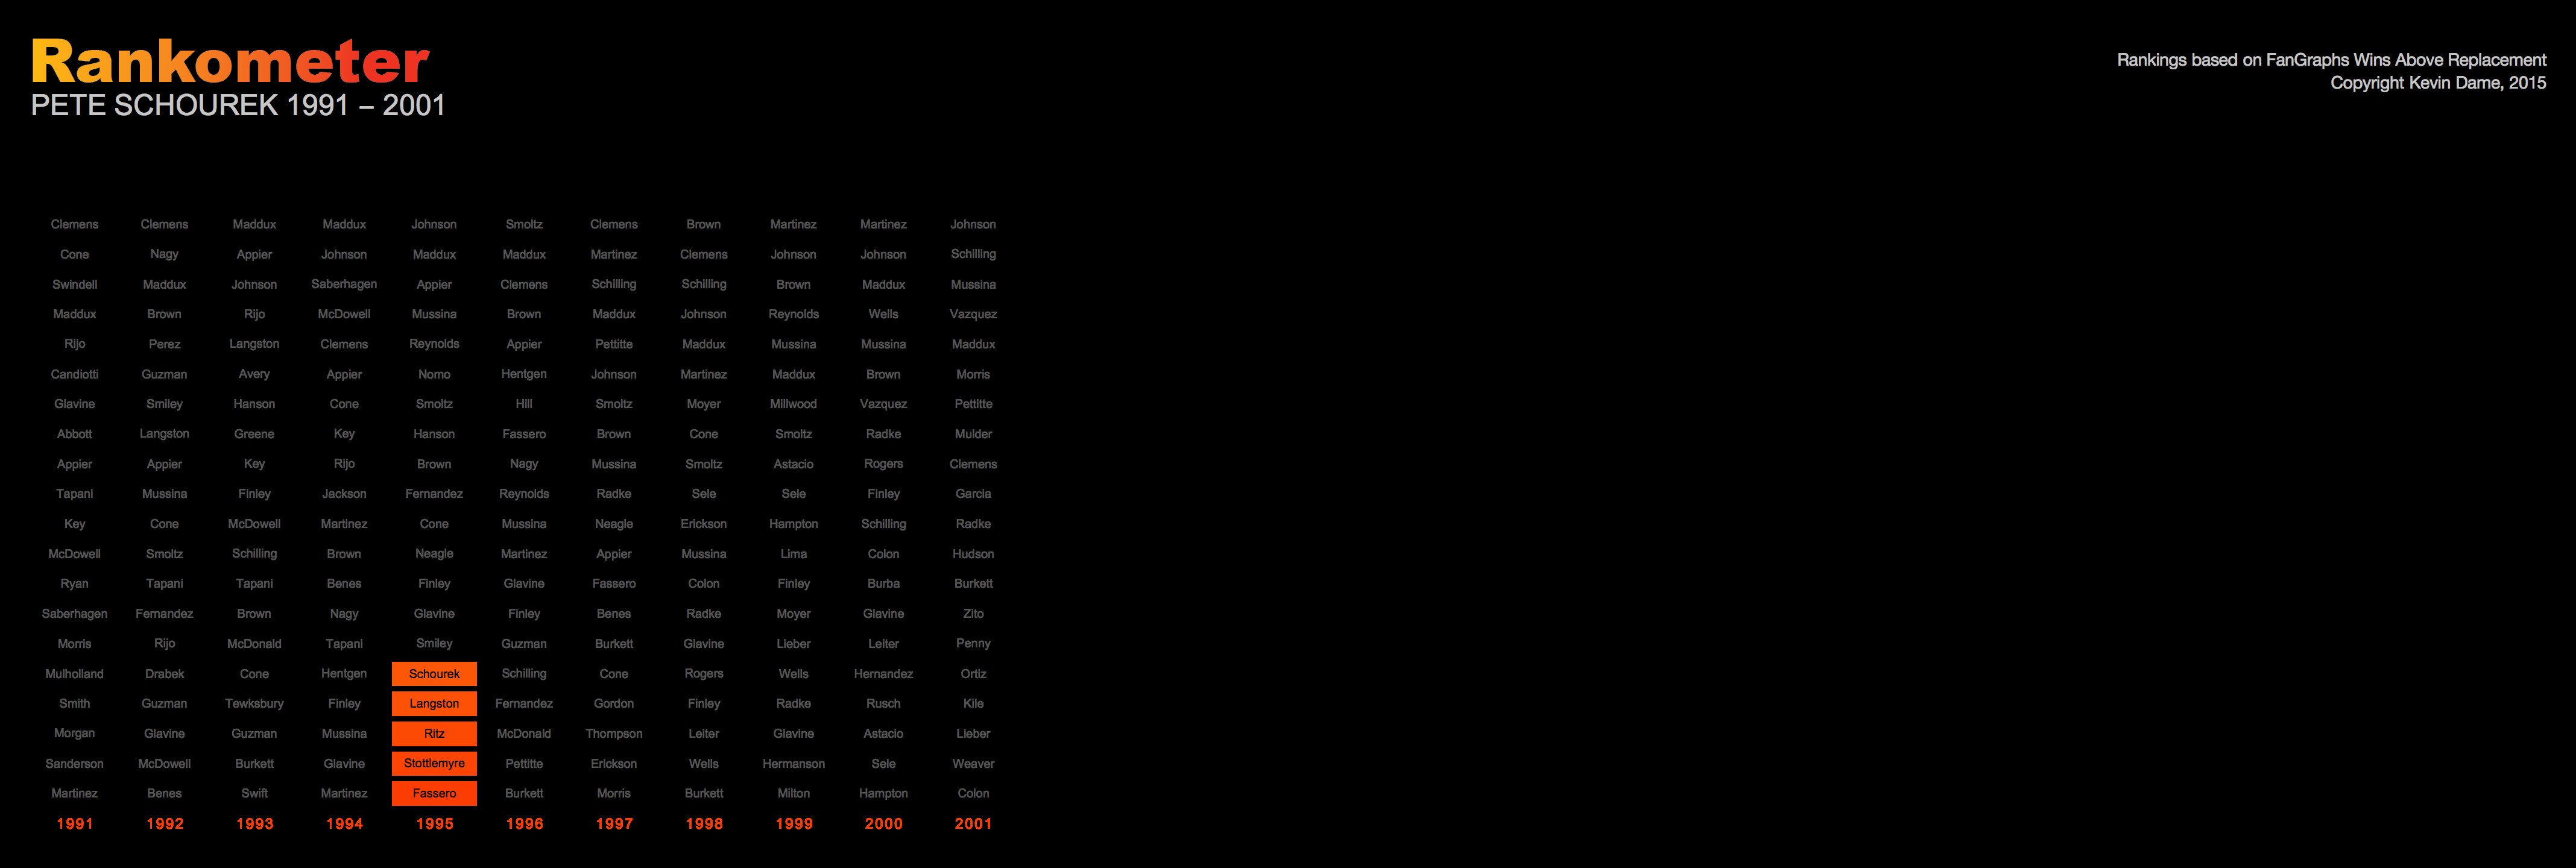 Rankometer
PETE SCHOUREK 1991 – 2001
Rankings based on FanGraphs Wins Above Replacement
Copyright Kevin Dame, 2015
Clemens Clemens Maddux Maddux Johnson Smoltz Clemens Brown Martinez Martinez Johnson
Cone Nagy Appier Johnson Maddux Maddux Martinez Clemens Johnson Johnson Schilling
Swindell Maddux Johnson Saberhagen Appier Clemens Schilling Schilling Brown Maddux Mussina
Maddux Brown Rijo McDowell Mussina Brown Maddux Johnson Reynolds Wells Vazquez
Rijo Perez Langston Clemens Reynolds Appier Pettitte Maddux Mussina Mussina Maddux
Candiotti Guzman Avery Appier Nomo Hentgen Johnson Martinez Maddux Brown Morris
Glavine Smiley Hanson Cone Smoltz Hill Smoltz Moyer Millwood Vazquez Pettitte
Abbott Langston Greene Key Hanson Fassero Brown Cone Smoltz Radke Mulder
Appier Appier Key Rijo Brown Nagy Mussina Smoltz Astacio Rogers Clemens
Tapani Mussina Finley Jackson Fernandez Reynolds Radke Sele Sele Finley Garcia
Key Cone McDowell Martinez Cone Mussina Neagle Erickson Hampton Schilling Radke
McDowell Smoltz Schilling Brown Neagle Martinez Appier Mussina Lima Colon Hudson
Ryan Tapani Tapani Benes Finley Glavine Fassero Colon Finley Burba Burkett
Saberhagen Fernandez Brown Nagy Glavine Finley Benes Radke Moyer Glavine Zito
Morris Rijo McDonald Tapani Smiley Guzman Burkett Glavine Lieber Leiter Penny
Mulholland Drabek Cone Hentgen Schourek Schilling Cone Rogers Wells Hernandez Ortiz
Smith Guzman Tewksbury Finley Langston Fernandez Gordon Finley Radke Rusch Kile
Morgan Glavine Guzman Mussina Ritz McDonald Thompson Leiter Glavine Astacio Lieber
Sanderson McDowell Burkett Glavine Stottlemyre Pettitte Erickson Wells Hermanson Sele Weaver
Martinez Benes Swift Martinez Fassero Burkett Morris Burkett Milton Hampton Colon
1991 1992 1993 1994 1995 1996 1997 1998 1999 2000 2001